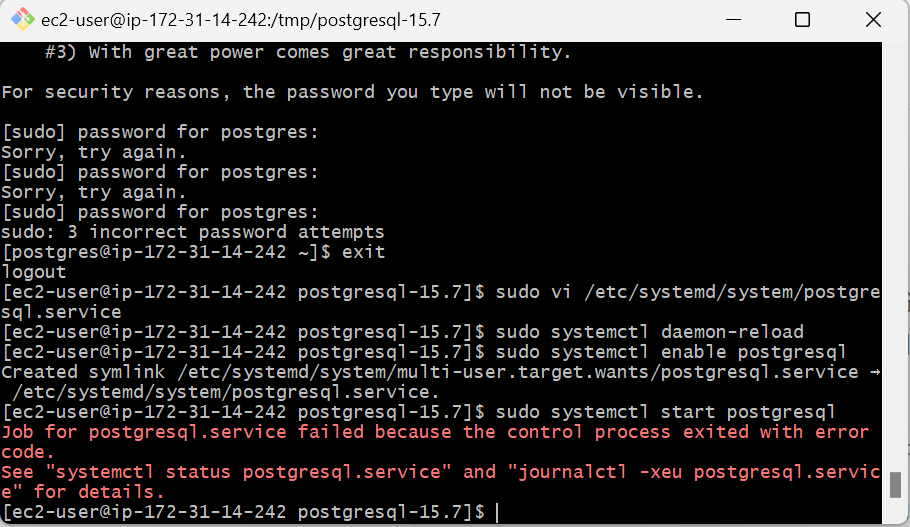 ec2-user@ip-172-31-14-242:/tmp/postgresql-15.7
    #3) With great power comes great responsibility.
For security reasons, the password you type will not be visible.
[sudo] password for postgres:
Sorry, try again.
[sudo] password for postgres:
Sorry, try again.
[sudo] password for postgres:
sudo: 3 incorrect password attempts
[postgres@ip-172-31-14-242 ~]$ exit
logout
[ec2-user@ip-172-31-14-242 postgresql-15.7]$ sudo vi /etc/systemd/system/postgre
sql.service
[ec2-user@ip-172-31-14-242 postgresql-15.7]$ sudo systemctl daemon-reload
[ec2-user@ip-172-31-14-242 postgresql-15.7]$ sudo systemctl enable postgresql
Created symlink /etc/systemd/system/multi-user.target.wants/postgresql.service →
 /etc/systemd/system/postgresql.service.
[ec2-user@ip-172-31-14-242 postgresql-15.7]$ sudo systemctl start postgresql
Job for postgresql.service failed because the control process exited with error
code.
See "systemctl status postgresql.service" and "journalctl -xeu postgresql.servic
e" for details.
[ec2-user@ip-172-31-14-242 postgresql-15.7]$